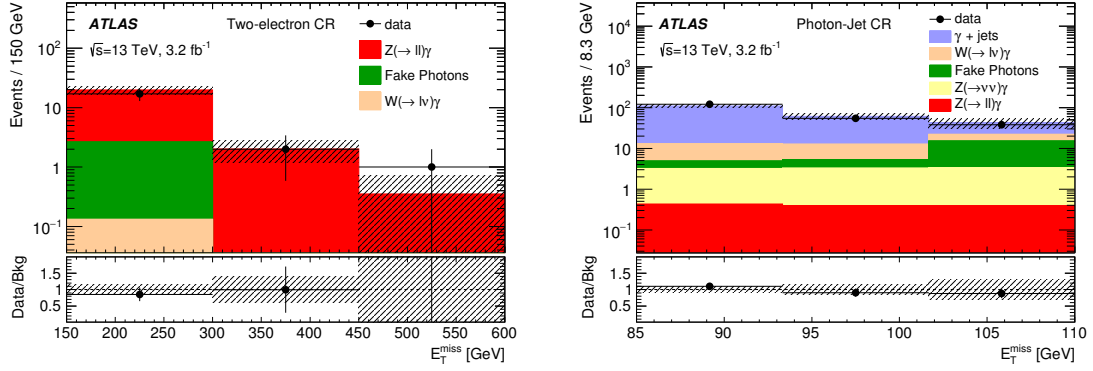 ATLAS
Two-electron CR
√s=13 TeV, 3.2 fb⁻¹
data
Z(→ ll)γ
Fake Photons
W(→ lν)γ
Events / 150 GeV
10²
10
1
10⁻¹
Data/Bkg
1.5
1
0.5
150 200 250 300 350 400 450 500 550 600
E_T^miss [GeV]
ATLAS
Photon-Jet CR
√s=13 TeV, 3.2 fb⁻¹
data
γ + jets
W(→ lν)γ
Fake Photons
Z(→νν)γ
Z(→ ll)γ
Events / 8.3 GeV
10³
10²
10
1
10⁻¹
Data/Bkg
1.5
1
0.5
85 90 95 100 105 110
E_T^miss [GeV]